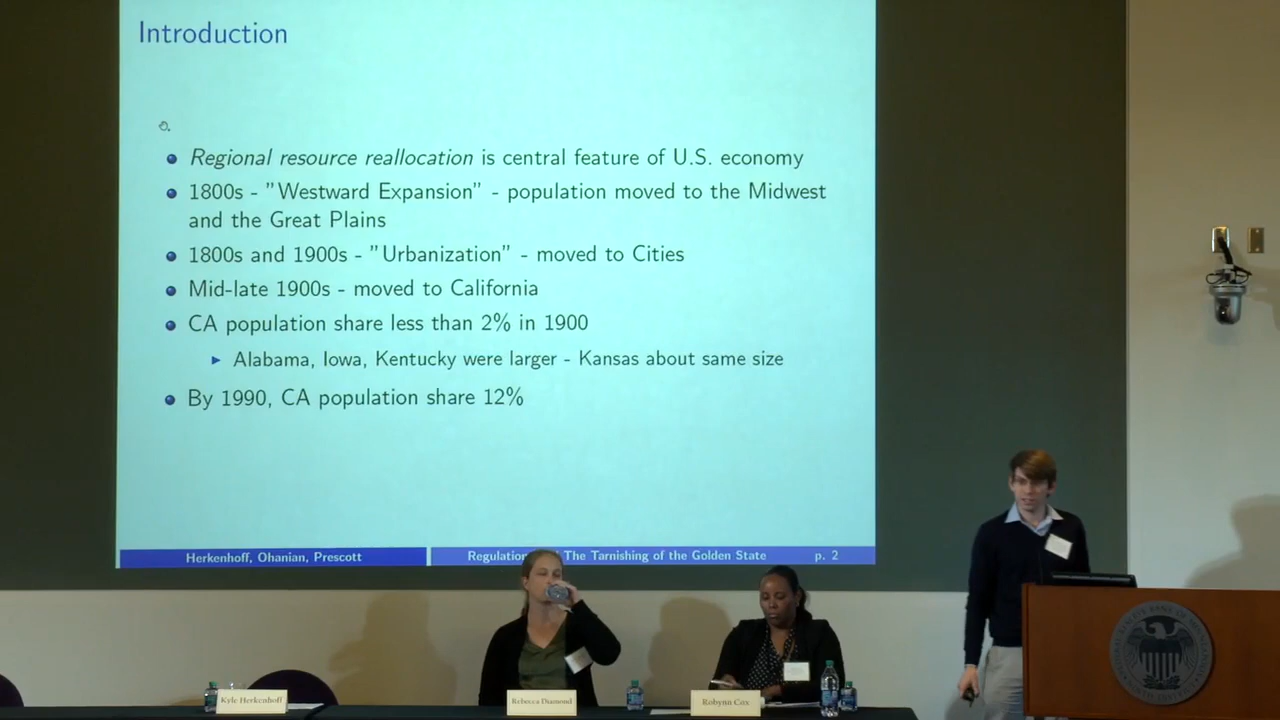 Introduction
Regional resource reallocation is central feature of U.S. economy
1800s - "Westward Expansion" - population moved to the Midwest
and the Great Plains
1800s and 1900s - "Urbanization" - moved to Cities
Mid-late 1900s - moved to California
CA population share less than 2% in 1900
Alabama, Iowa, Kentucky were larger - Kansas about same size
By 1990, CA population share 12%
Herkenhoff, Ohanian, Prescott
Regulation The Tarnishing of the Golden State p. 2
Kyle Herkenhoff
Rebecca Diamond
Robynn Cox